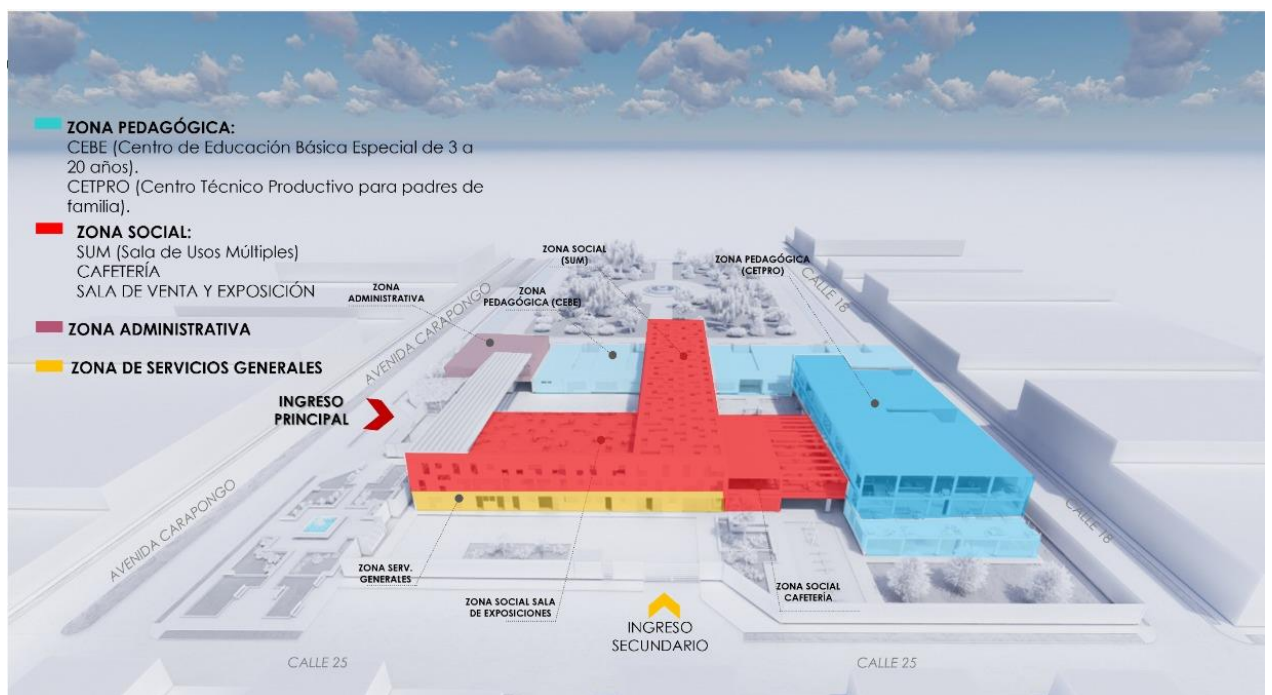 ZONA PEDAGÓGICA:
CEBE (Centro de Educación Básica Especial de 3 a
20 años).
CETPRO (Centro Técnico Productivo para padres de
familia).
ZONA SOCIAL:
SUM (Sala de Usos Múltiples)
CAFETERÍA
SALA DE VENTA Y EXPOSICIÓN
ZONA ADMINISTRATIVA
ZONA DE SERVICIOS GENERALES
INGRESO
PRINCIPAL
ZONA
ADMINISTRATIVA
ZONA
PEDAGÓGICA (CEBE)
ZONA SOCIAL
(SUM)
ZONA PEDAGÓGICA
(CETPRO)
CALLE 16
AVENIDA CARAPONGO
AVENIDA CARAPONGO
CALLE 16
ZONA SERV.
GENERALES
ZONA SOCIAL SALA
DE EXPOSICIONES
ZONA SOCIAL
CAFETERÍA
INGRESO
SECUNDARIO
CALLE 25
CALLE 25